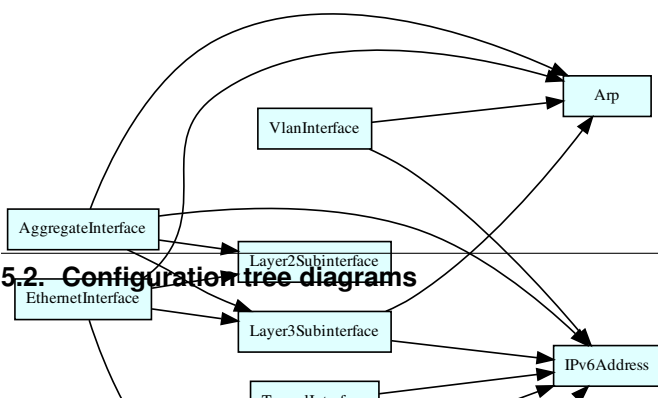 Arp
VlanInterface
AggregateInterface
Layer2Subinterface
5.2. Configuration tree diagrams
EthernetInterface
Layer3Subinterface
IPv6Address